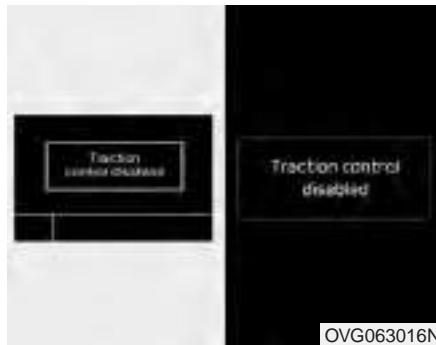 Traction
control disabled
Traction control
disabled
OVG063016N